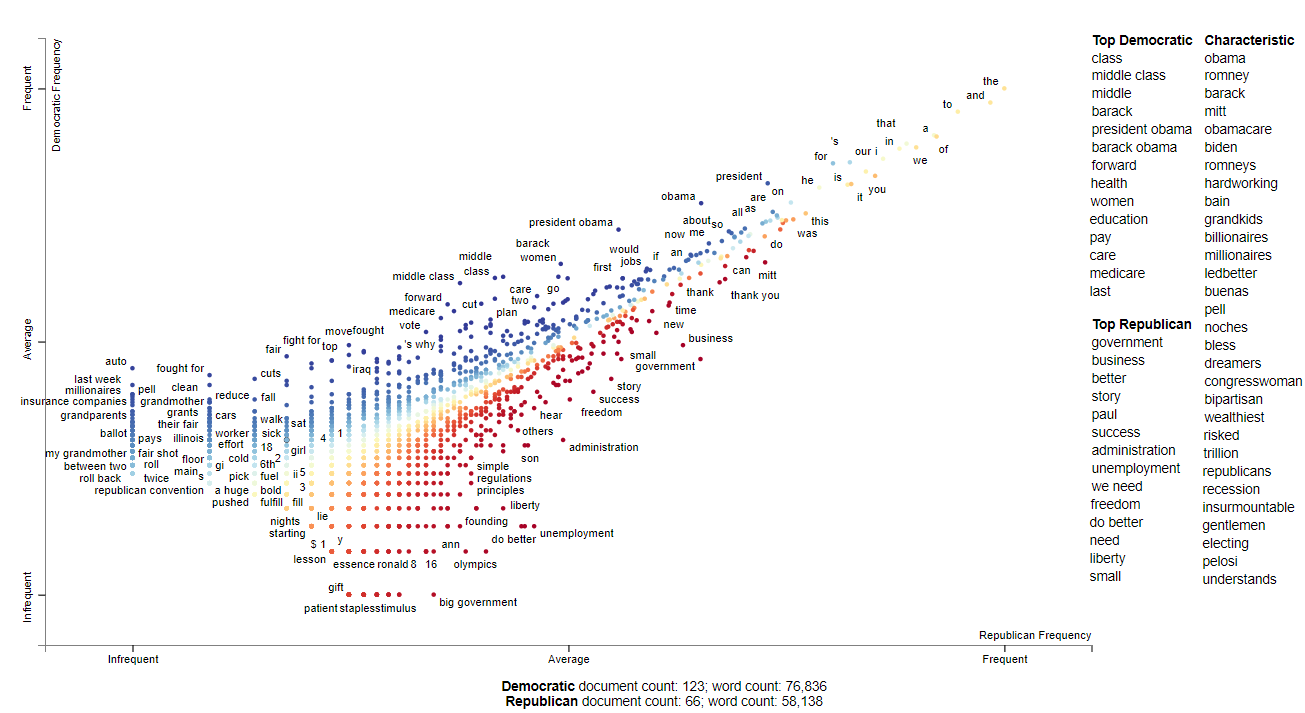 Frequent
Democratic Frequency
Average
Infrequent
the
and
to
that
a
's
in
for
our i
of
we
president
he
is
you
it
on
obama
are
as
all
this
about
so
was
president obama
now me
do
barack
would
if
an
women
jobs
middle
first
can
mitt
class
middle class
care
go
thank
thank you
forward
cut
two
medicare
plan
time
vote
new
movefought
fight for
top
's why
business
fair
small
government
auto
fought for
iraq
last week
cuts
story
millionaires
pell
clean
reduce
fall
success
insurance companies
grandmother
freedom
grandparents
grants
cars
walk
sat
hear
their fair
ballot
pays
illinois
worker
sick
4
1
others
administration
effort
18
girl
my grandmother
fair shot
floor
cold
2
son
between two
roll
main
gi
6th
ii
5
simple
roll back
twice
s
pick
fuel
regulations
republican convention
a huge
bold
3
principles
pushed
fulfill
fill
liberty
nights
lie
founding
starting
do better
unemployment
$ 1
y
ann
lesson
essence
ronald
8
16
olympics
gift
patient
staples
stimulus
big government
Republican Frequency
Infrequent
Average
Frequent
Democratic document count: 123; word count: 76,836
Republican document count: 66; word count: 58,138
Top Democratic
class
middle class
middle
barack
president obama
barack obama
forward
health
women
education
pay
care
medicare
last
Top Republican
government
business
better
story
paul
success
administration
unemployment
we need
freedom
do better
need
liberty
small
Characteristic
obama
romney
barack
mitt
obamacare
biden
romneys
hardworking
bain
grandkids
billionaires
millionaires
ledbetter
buenas
pell
noches
bless
dreamers
congresswoman
bipartisan
wealthiest
risked
trillion
republicans
recession
insurmountable
gentlemen
electing
pelosi
understands